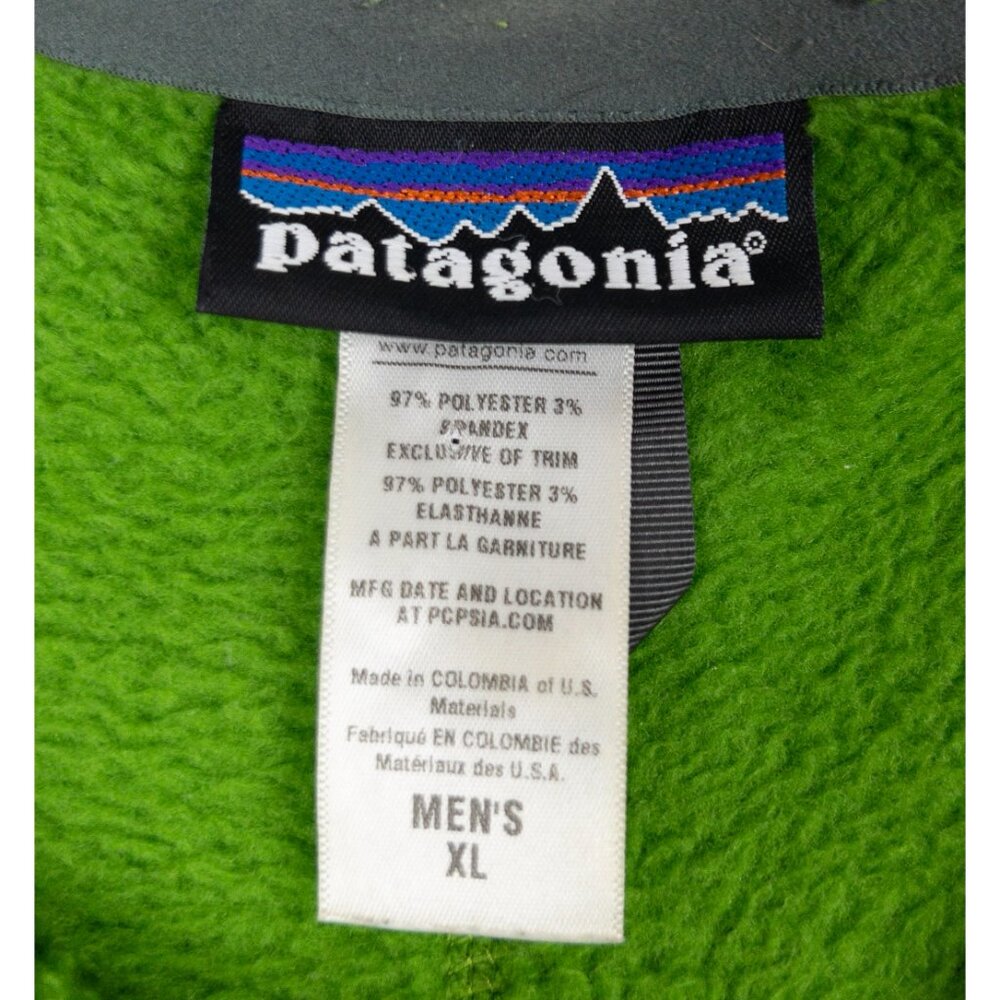 patagonia®
www.patagonia.com
97% POLYESTER 3%
SPANDEX
EXCLUSIVE OF TRIM
97% POLYESTER 3%
ELASTHANNE
A PART LA GARNITURE
MFG DATE AND LOCATION
AT PCPSIA.COM
Made in COLOMBIA of U.S.
Materials
Fabriqué EN COLOMBIE des
Matériaux des U.S.A.
MEN'S
XL